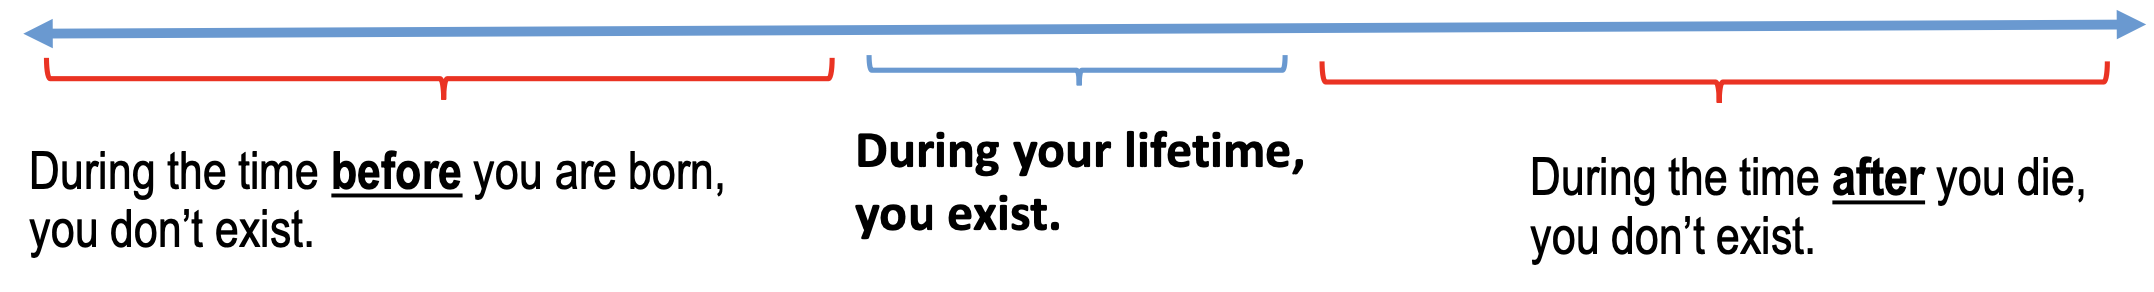 During the time before you are born,
you don’t exist.
During your lifetime,
you exist.
During the time after you die,
you don’t exist.